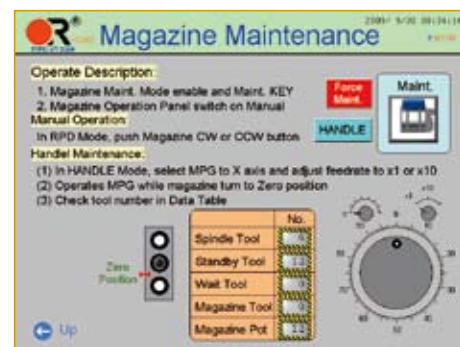 Magazine Maintenance
Operate Description:
1. Magazine Maint. Mode enable and Maint. KEY
2. Magazine Operation Panel switch on Manual
Manual Operation:
In RPD Mode, push Magazine CW or CCW button
Handlel Maintenance:
(1) In HANDLE Mode, select MPG to X axis and adjust feedrate to x1 or x10
(2) Operates MPG while magazine turn to Zero position
(3) Check tool number in Data Table
Force Maint.
Maint.
HANDLE
No.
Spindle Tool
Standby Tool
Wait Tool
Magazine Tool
Magazine Pot
Zero Position
Up